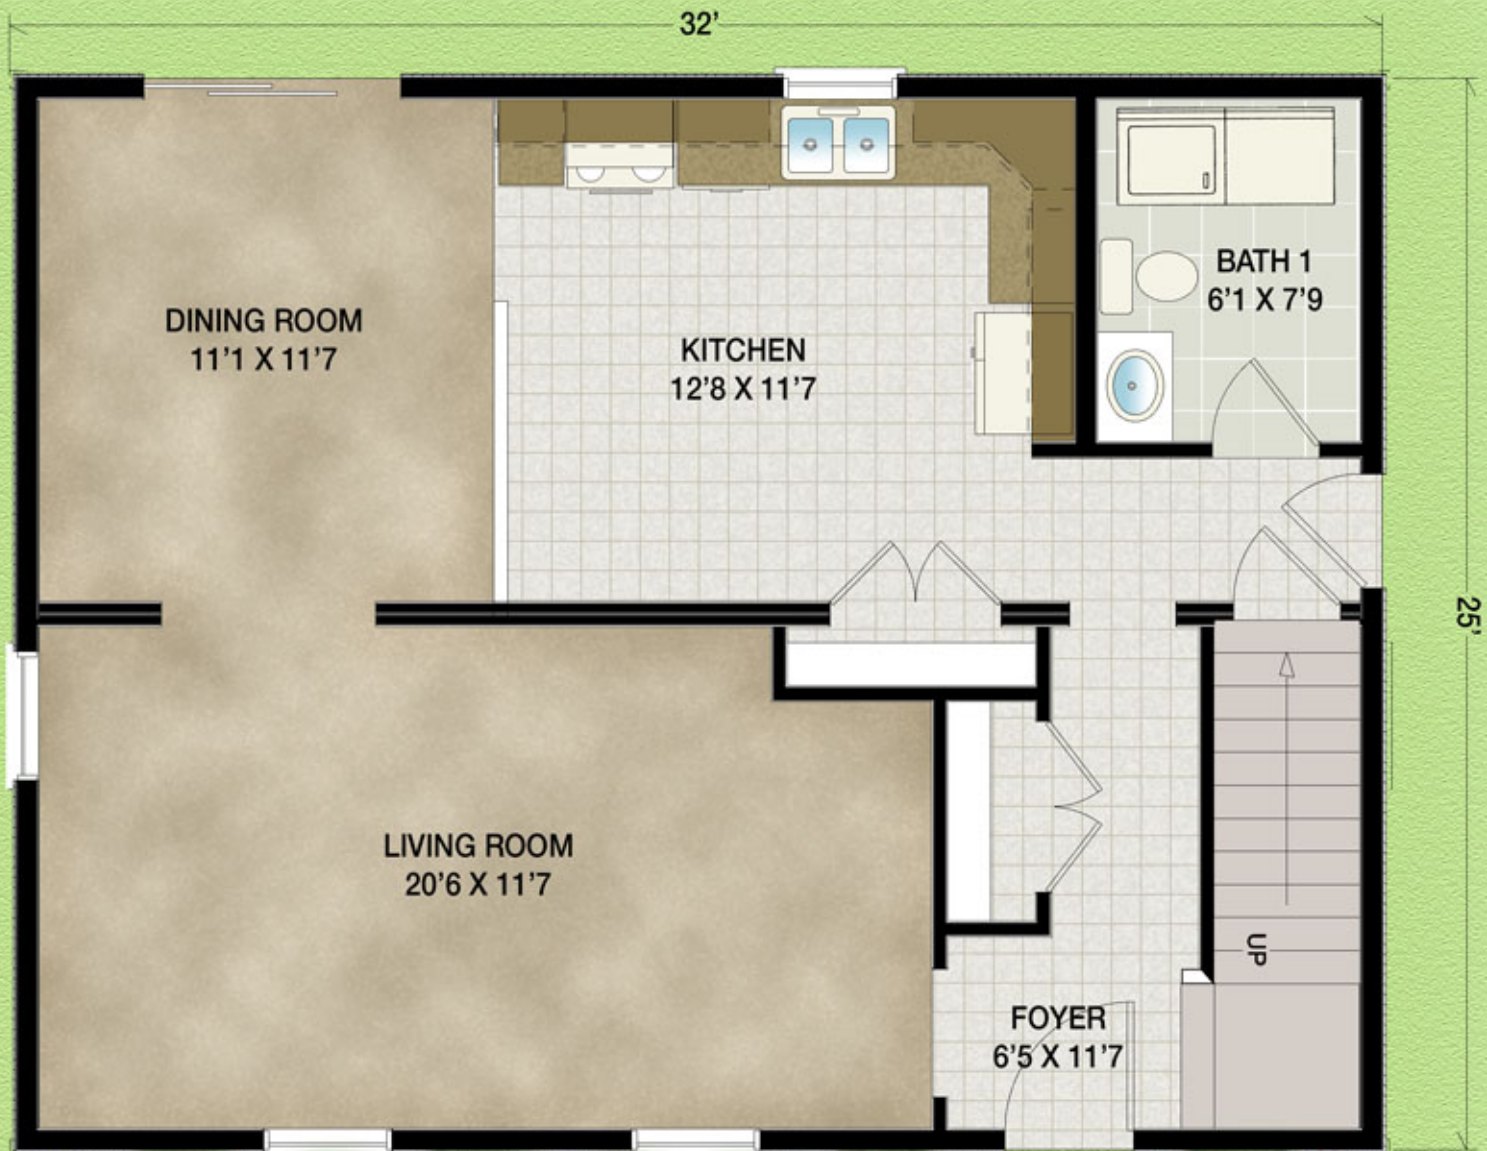 32'
DINING ROOM
11'1 X 11'7
KITCHEN
12'8 X 11'7
BATH 1
6'1 X 7'9
25'
LIVING ROOM
20'6 X 11'7
UP
FOYER
6'5 X 11'7